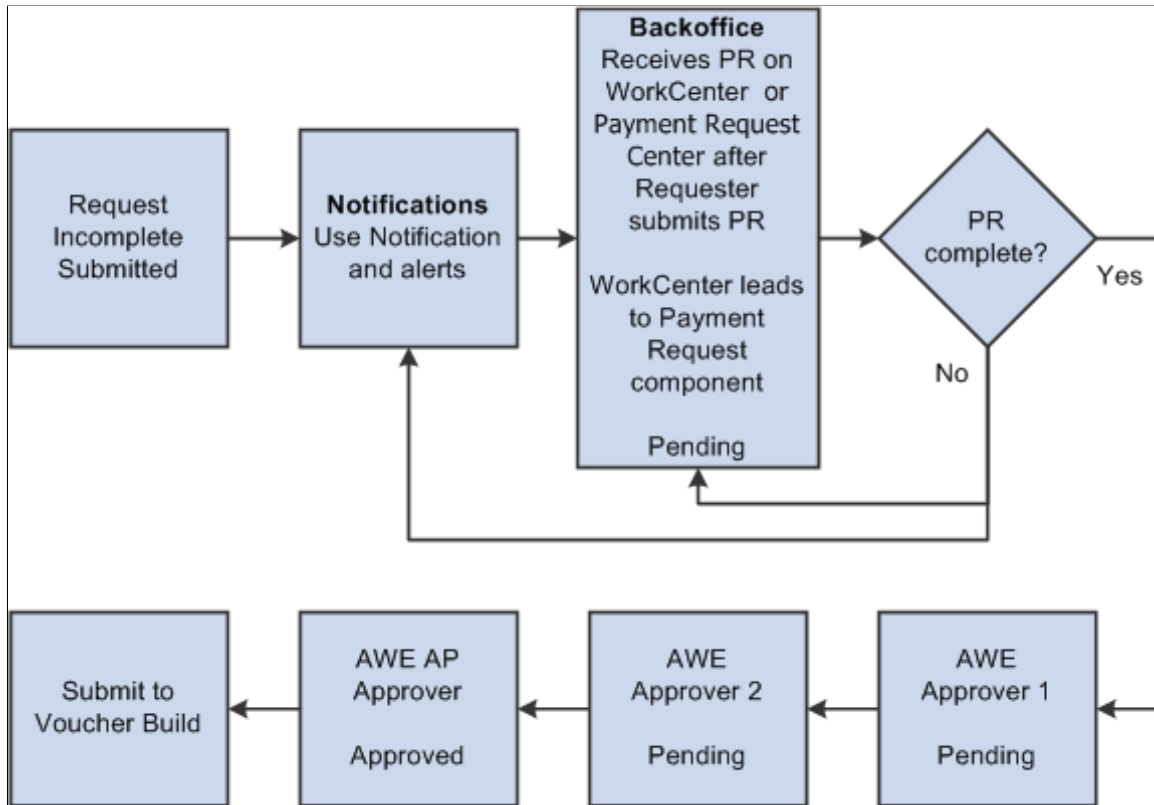 Request
Incomplete
Submitted
Notifications
Use Notification
and alerts
Backoffice
Receives PR on
WorkCenter or
Payment Request
Center after
Requester
submits PR
WorkCenter leads
to Payment
Request
component
Pending
PR
complete?
Yes
No
Submit to
Voucher Build
AWE AP
Approver
Approved
AWE
Approver 2
Pending
AWE
Approver 1
Pending